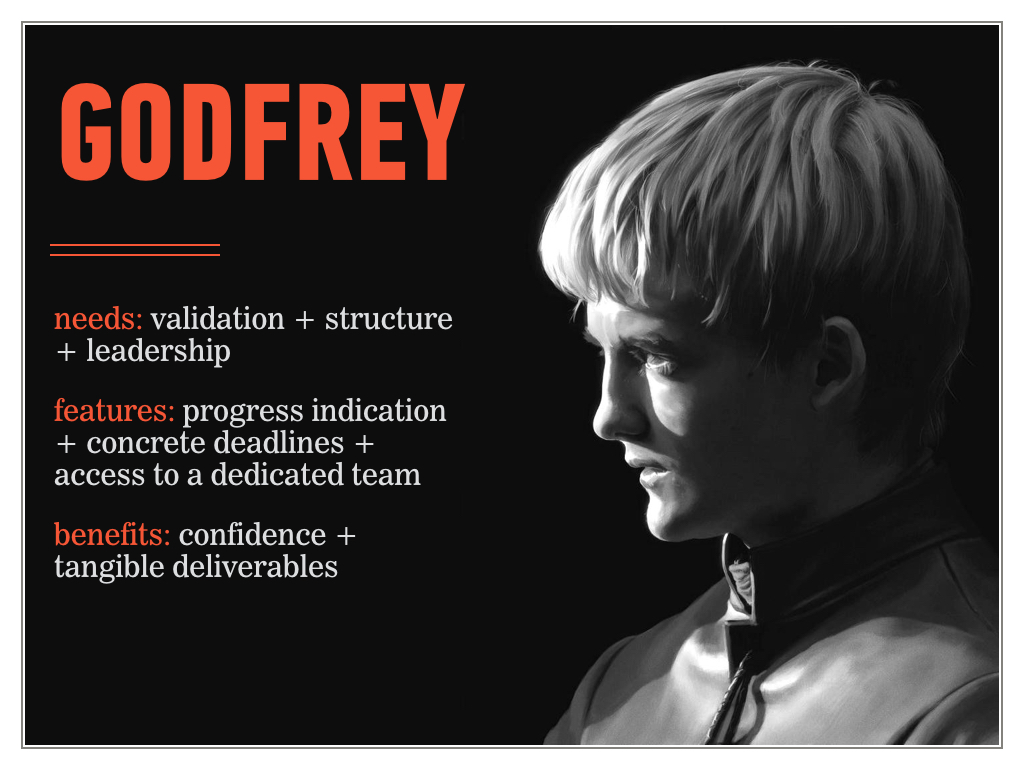 GODFREY
needs: validation + structure
+ leadership
features: progress indication
+ concrete deadlines +
access to a dedicated team
benefits: confidence +
tangible deliverables